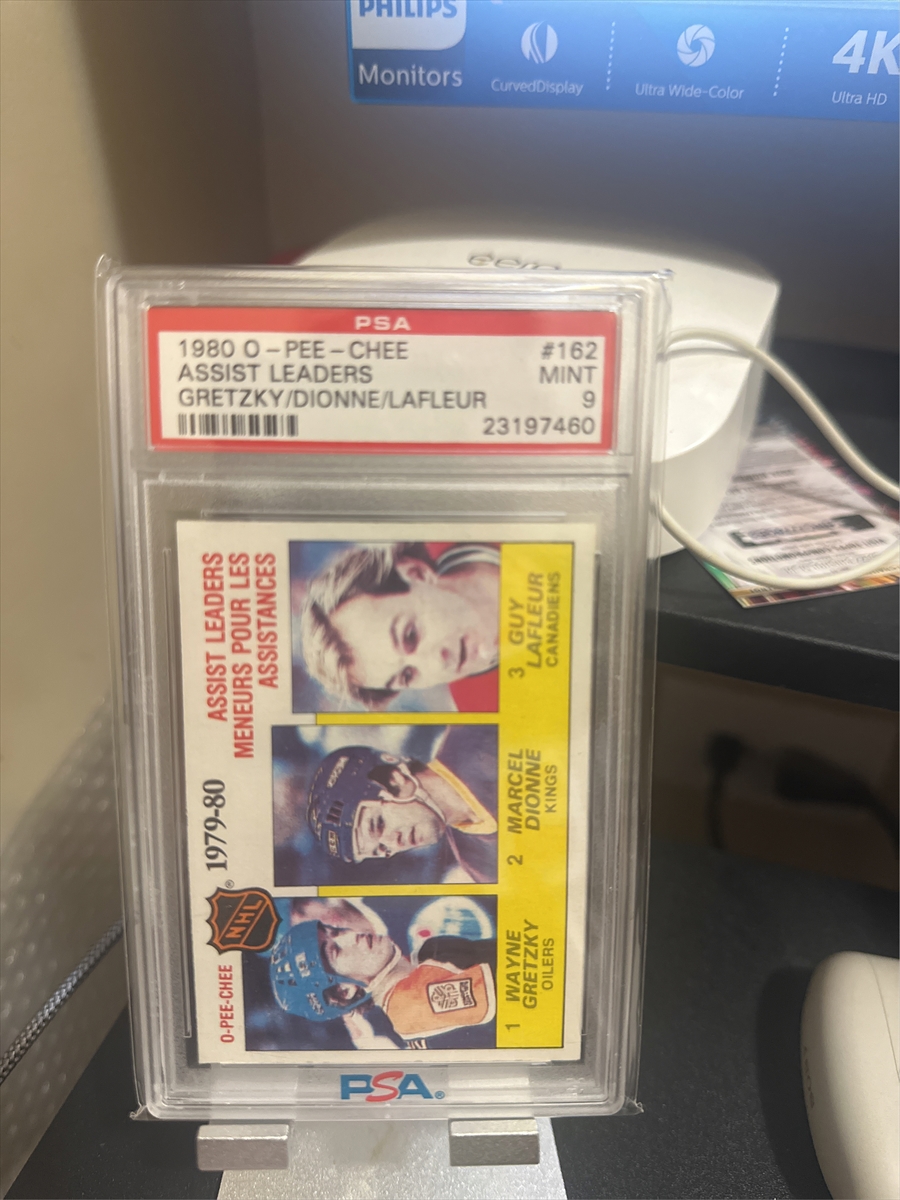 PHILIPS
Monitors
CurvedDisplay
Ultra Wide-Color
4K
Ultra HD
eero
PSA
1980 O-PEE-CHEE #162
ASSIST LEADERS MINT
GRETZKY/DIONNE/LAFLEUR 9
23197460
O-PEE-CHEE
NHL
®
1979-80
ASSIST LEADERS
MENEURS POUR LES
ASSISTANCES
1 WAYNE
GRETZKY
OILERS
2 MARCEL
DIONNE
KINGS
3 GUY
LAFLEUR
CANADIENS
PSA®